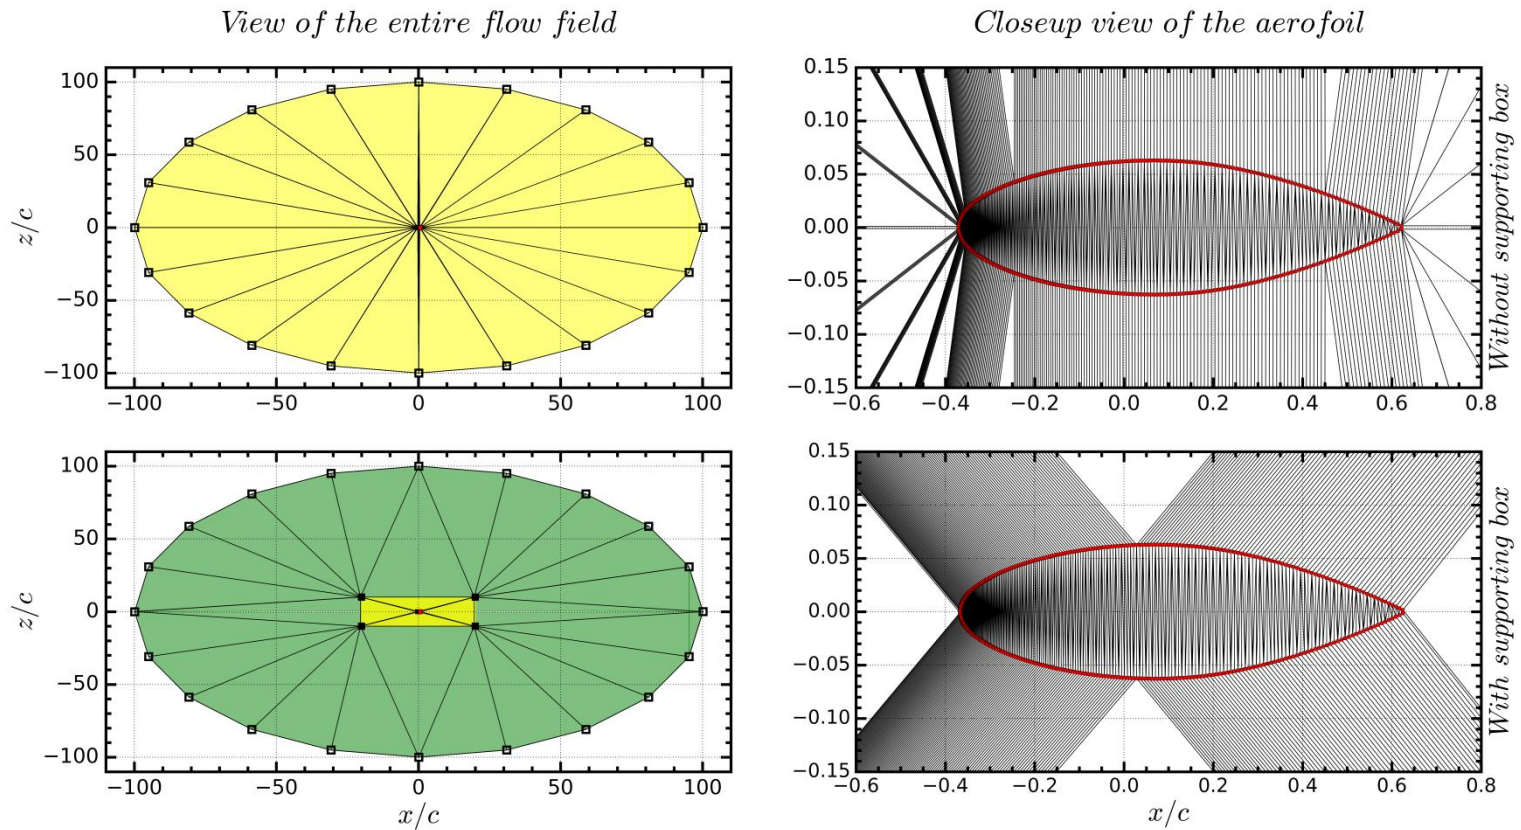 View of the entire flow field
Closeup view of the aerofoil
100
50
0
−50
−100
z/c
−100 −50 0 50 100
0.15
0.10
0.05
0.00
−0.05
−0.10
−0.15
−0.6 −0.4 −0.2 0.0 0.2 0.4 0.6 0.8
Without supporting box
100
50
0
−50
−100
z/c
−100 −50 0 50 100
x/c
0.15
0.10
0.05
0.00
−0.05
−0.10
−0.15
−0.6 −0.4 −0.2 0.0 0.2 0.4 0.6 0.8
x/c
With supporting box